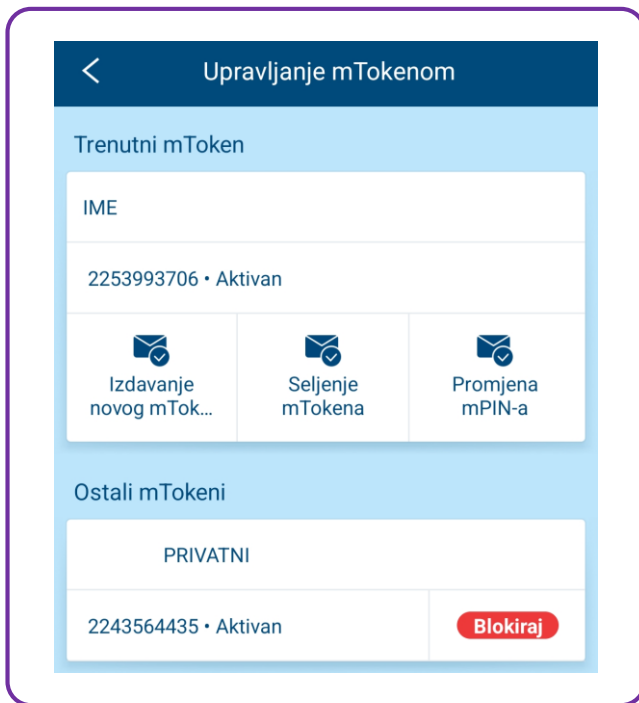 Upravljanje mTokenom
Trenutni mToken
IME
2253993706 • Aktivan
Izdavanje
novog mTok...
Seljenje
mTokena
Promjena
mPIN-a
Ostali mTokeni
PRIVATNI
2243564435 • Aktivan
Blokiraj